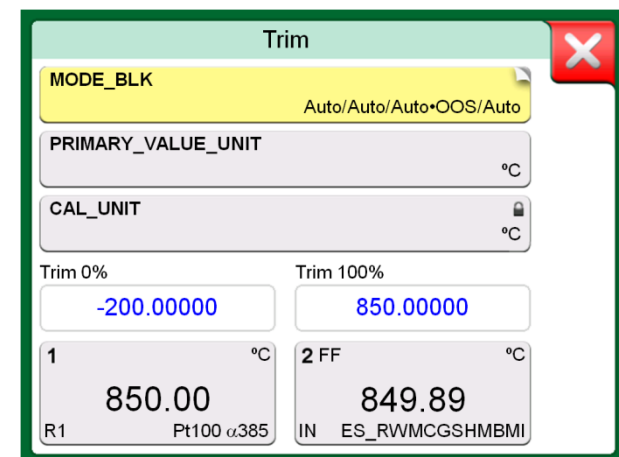 Trim
MODE_BLK
Auto/Auto/Auto•OOS/Auto
PRIMARY_VALUE_UNIT
ºC
CAL_UNIT
ºC
Trim 0% Trim 100%
-200.00000 850.00000
1 ºC 2 FF ºC
850.00 849.89
R1 Pt100 α385 IN ES_RWMCGSHMBMI